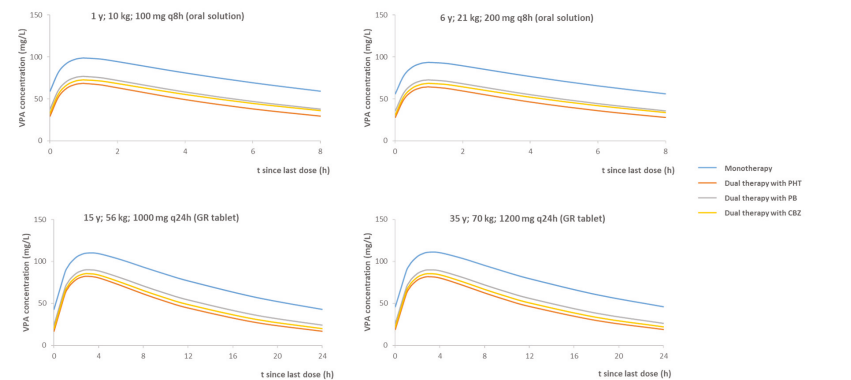 1 y; 10 kg; 100 mg q8h (oral solution)
VPA concentration (mg/L)
150
100
50
0
0 2 4 6 8
t since last dose (h)
6 y; 21 kg; 200 mg q8h (oral solution)
VPA concentration (mg/L)
150
100
50
0
0 2 4 6 8
t since last dose (h)
Monotherapy
Dual therapy with PHT
Dual therapy with PB
Dual therapy with CBZ
15 y; 56 kg; 1000 mg q24h (GR tablet)
VPA concentration (mg/L)
150
100
50
0
0 4 8 12 16 20 24
t since last dose (h)
35 y; 70 kg; 1200 mg q24h (GR tablet)
VPA concentration (mg/L)
150
100
50
0
0 4 8 12 16 20 24
t since last dose (h)